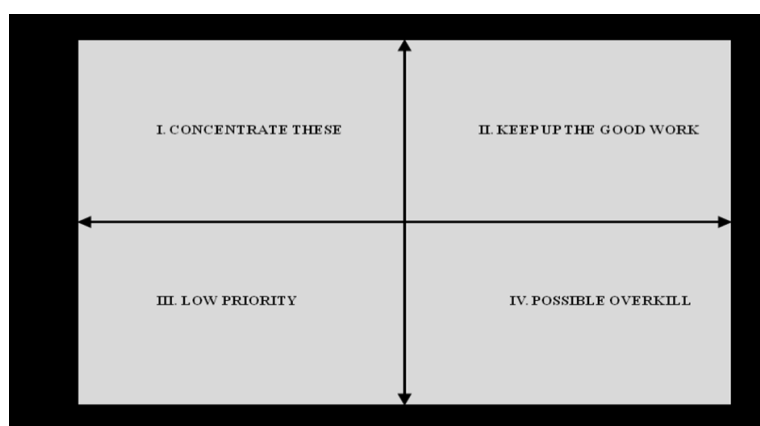 I. CONCENTRATE THESE
II. KEEP UP THE GOOD WORK
III. LOW PRIORITY
IV. POSSIBLE OVERKILL